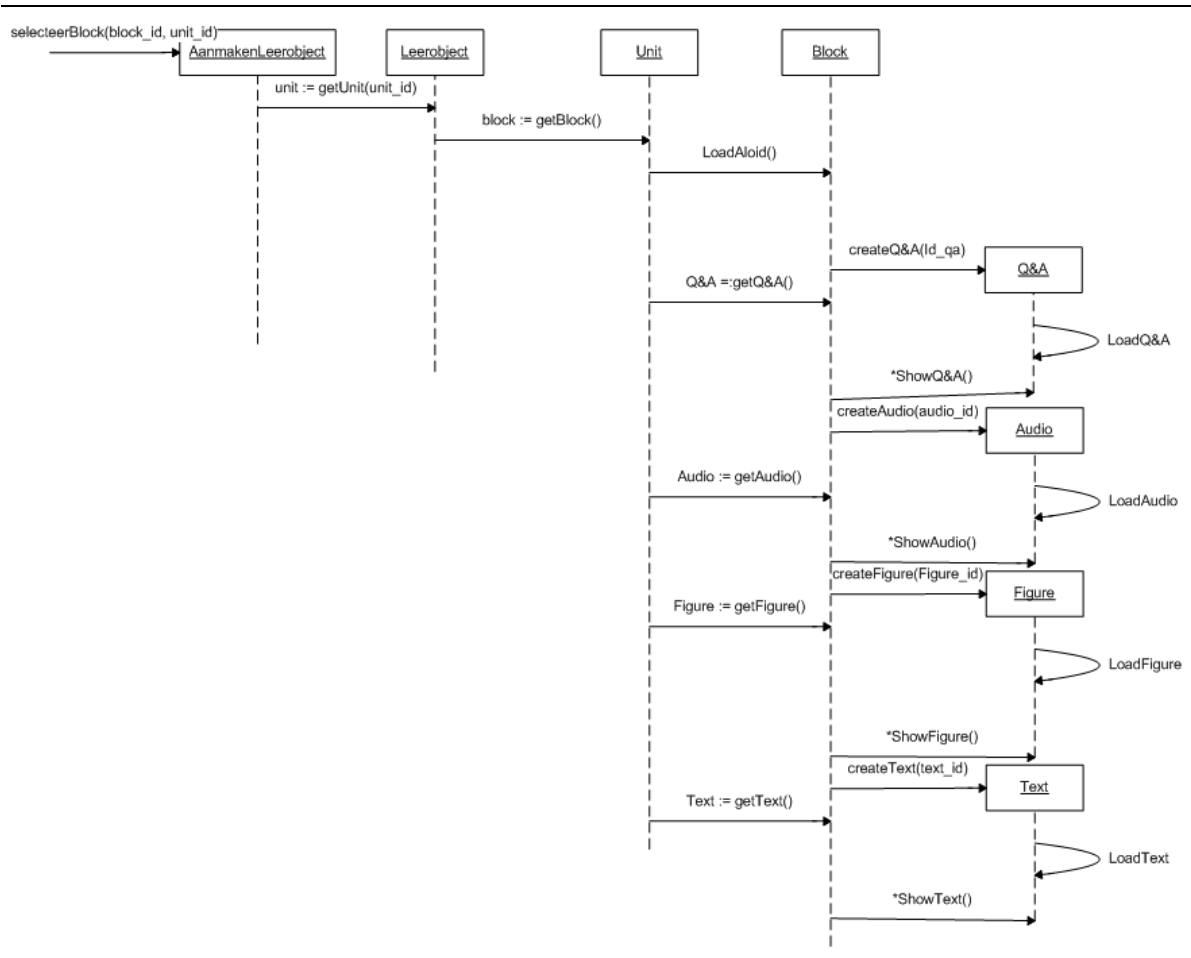 selecteerBlock(block_id, unit_id)
AanmakenLeerobject
Leerobject
Unit
Block
unit := getUnit(unit_id)
block := getBlock()
LoadAloid()
createQ&A(Id_qa)
Q&A
Q&A =:getQ&A()
LoadQ&A
*ShowQ&A()
createAudio(audio_id)
Audio
Audio := getAudio()
LoadAudio
*ShowAudio()
createFigure(Figure_id)
Figure
Figure := getFigure()
LoadFigure
*ShowFigure()
createText(text_id)
Text
Text := getText()
LoadText
*ShowText()